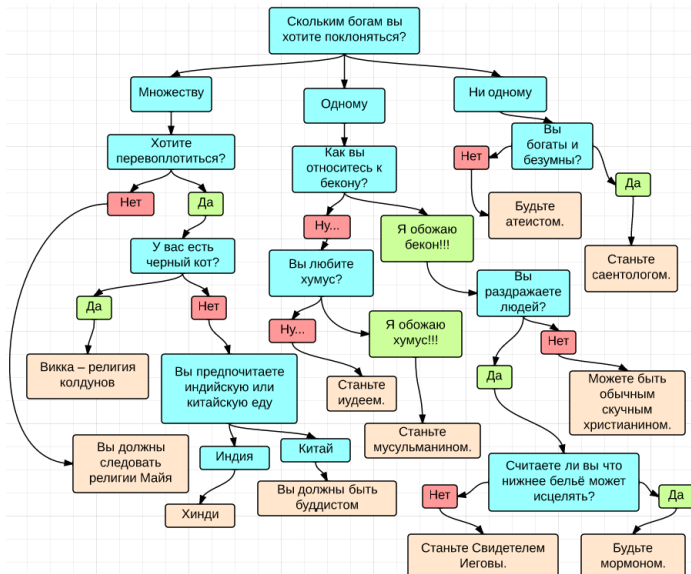 Скольким богам вы
хотите поклоняться?
Множеству
Одному
Ни одному
Хотите
перевоплотиться?
Как вы
относитесь к
бекону?
Вы
богаты и
безумны?
Нет
Да
Нет
Да
Будьте
атеистом.
Станьте
саентологом.
Ну...
Я обожаю
бекон!!!
У вас есть
черный кот?
Вы любите
хумус?
Вы
раздражаете
людей?
Да
Нет
Ну...
Я обожаю
хумус!!!
Нет
Да
Викка – религия
колдунов
Вы предпочитаете
индийскую или
китайскую еду
Станьте
иудеем.
Можете быть
обычным
скучным
христианином.
Вы должны
следовать
религии Майя
Индия
Китай
Станьте
мусульманином.
Считаете ли вы что
нижнее бельё может
исцелять?
Хинди
Вы должны быть
буддистом
Нет
Да
Станьте Свидетелем
Иеговы.
Будьте
мормоном.